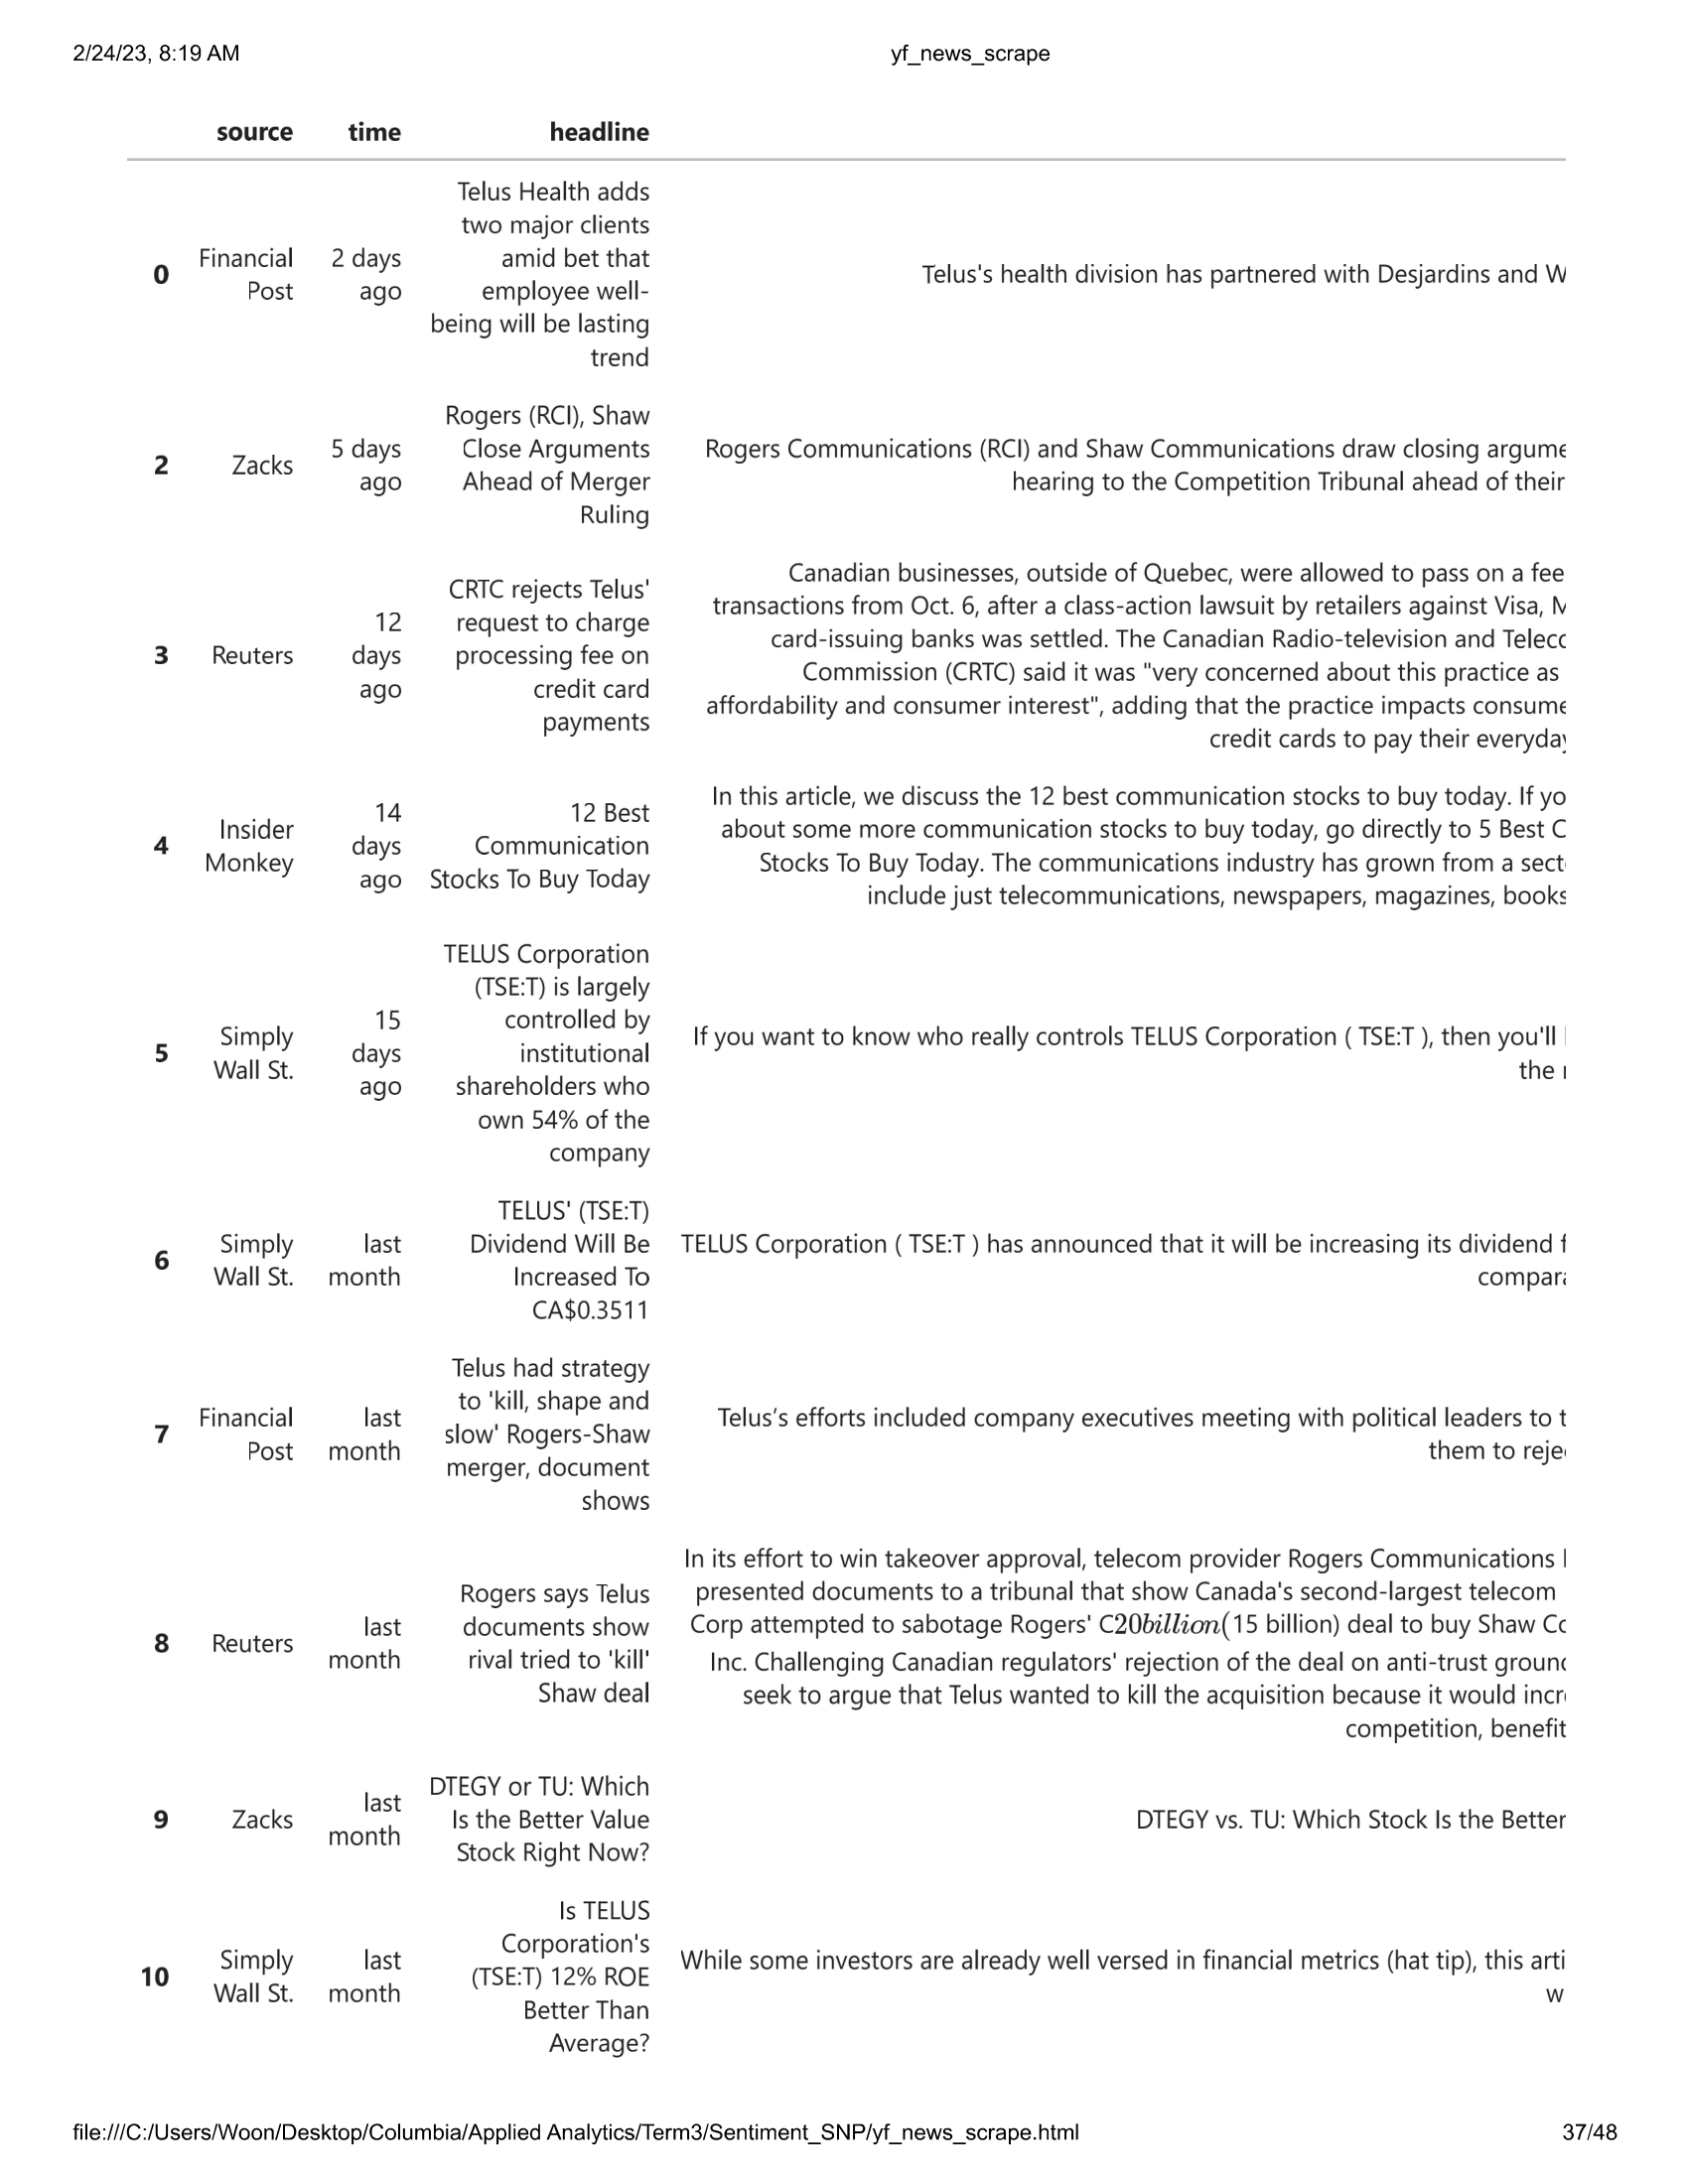 2/24/23, 8:19 AM yf_news_scrape
source time headline
0 Financial Post 2 days ago Telus Health adds
two major clients
amid bet that
employee well-
being will be lasting
trend
Telus's health division has partnered with Desjardins and W
2 Zacks 5 days ago Rogers (RCI), Shaw
Close Arguments
Ahead of Merger
Ruling
Rogers Communications (RCI) and Shaw Communications draw closing argume
hearing to the Competition Tribunal ahead of their
3 Reuters 12 days ago CRTC rejects Telus'
request to charge
processing fee on
credit card
payments
Canadian businesses, outside of Quebec, were allowed to pass on a fee
transactions from Oct. 6, after a class-action lawsuit by retailers against Visa, M
card-issuing banks was settled. The Canadian Radio-television and Telecc
Commission (CRTC) said it was "very concerned about this practice as
affordability and consumer interest", adding that the practice impacts consume
credit cards to pay their everyday
4 Insider Monkey 14 days ago 12 Best
Communication
Stocks To Buy Today
In this article, we discuss the 12 best communication stocks to buy today. If yo
about some more communication stocks to buy today, go directly to 5 Best C
Stocks To Buy Today. The communications industry has grown from a sect
include just telecommunications, newspapers, magazines, books
5 Simply Wall St. 15 days ago TELUS Corporation
(TSE:T) is largely
controlled by
institutional
shareholders who
own 54% of the
company
If you want to know who really controls TELUS Corporation ( TSE:T ), then you'll
the
6 Simply Wall St. last month TELUS' (TSE:T)
Dividend Will Be
Increased To
CA$0.3511
TELUS Corporation ( TSE:T ) has announced that it will be increasing its dividend f
compar
7 Financial Post last month Telus had strategy
to 'kill, shape and
slow' Rogers-Shaw
merger, document
shows
Telus’s efforts included company executives meeting with political leaders to t
them to reje
8 Reuters last month Rogers says Telus
documents show
rival tried to 'kill'
Shaw deal
In its effort to win takeover approval, telecom provider Rogers Communications
presented documents to a tribunal that show Canada's second-largest telecom
Corp attempted to sabotage Rogers' C20billion(15 billion) deal to buy Shaw Co
Inc. Challenging Canadian regulators' rejection of the deal on anti-trust groun
seek to argue that Telus wanted to kill the acquisition because it would incr
competition, benefit
9 Zacks last month DTEGY or TU: Which
Is the Better Value
Stock Right Now?
DTEGY vs. TU: Which Stock Is the Better
10 Simply Wall St. last month Is TELUS
Corporation's
(TSE:T) 12% ROE
Better Than
Average?
While some investors are already well versed in financial metrics (hat tip), this arti
w
file:///C:/Users/Woon/Desktop/Columbia/Applied Analytics/Term3/Sentiment_SNP/yf_news_scrape.html 37/48